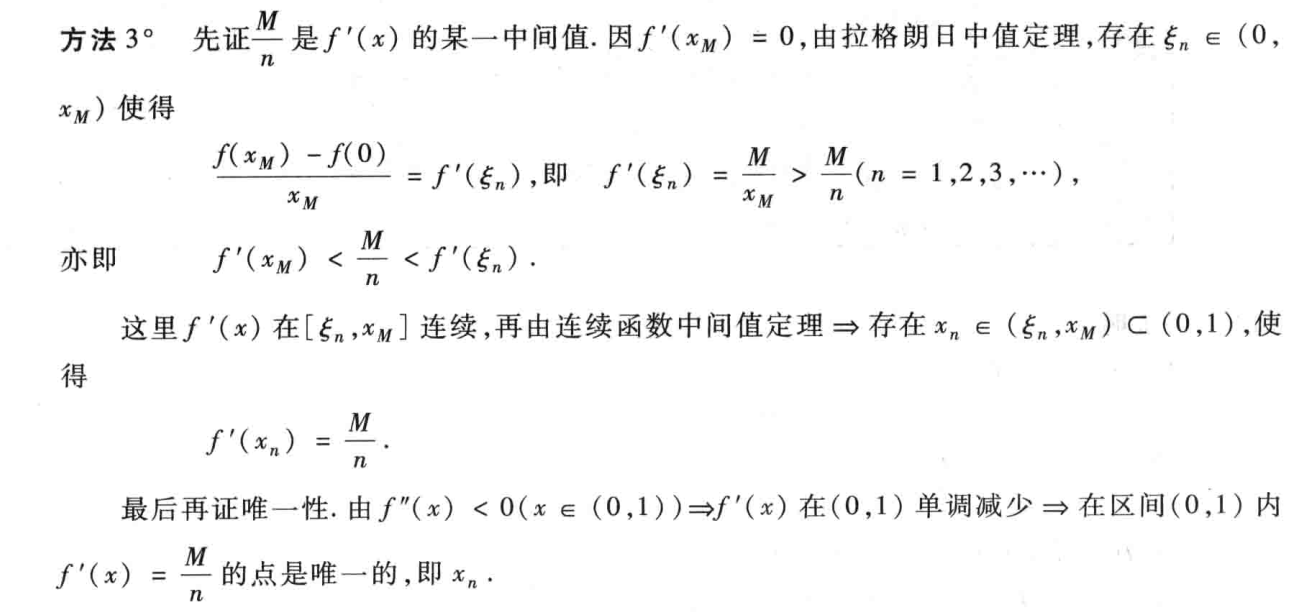 方法 3° 先证 M/n 是 f ′(x) 的某一中间值. 因 f ′(x_M) = 0,由拉格朗日中值定理,存在 ξ_n ∈ (0,
x_M) 使得
(f(x_M) - f(0))/x_M = f ′(ξ_n),即 f ′(ξ_n) = M/x_M > M/n (n = 1,2,3,⋯),
亦即 f ′(x_M) < M/n < f ′(ξ_n).
这里 f ′(x) 在[ξ_n,x_M] 连续,再由连续函数中间值定理 ⇒ 存在 x_n ∈ (ξ_n,x_M) ⊂ (0,1),使
得
f ′(x_n) = M/n.
最后再证唯一性. 由 f ″(x) < 0(x ∈ (0,1))⇒f ′(x) 在(0,1) 单调减少 ⇒ 在区间(0,1) 内
f ′(x) = M/n 的点是唯一的,即 x_n.